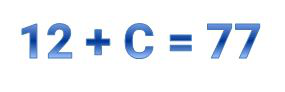 12 + C = 77